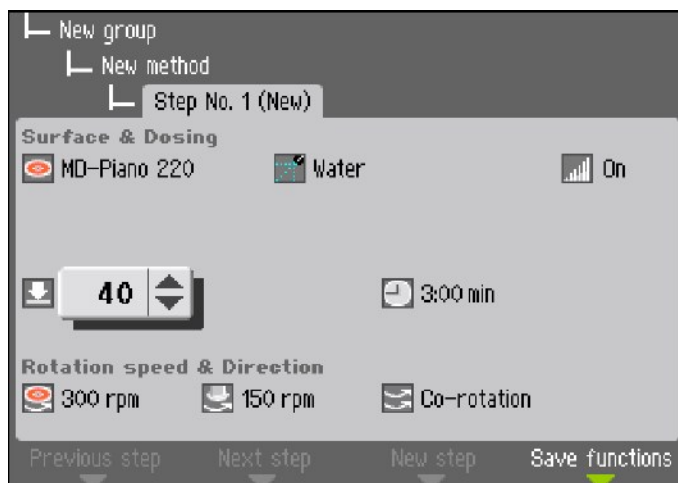 New group
New method
Step No. 1 (New)
Surface & Dosing
MD-Piano 220 Water On
40 3:00 min
Rotation speed & Direction
300 rpm 150 rpm Co-rotation
Previous step Next step New step Save functions